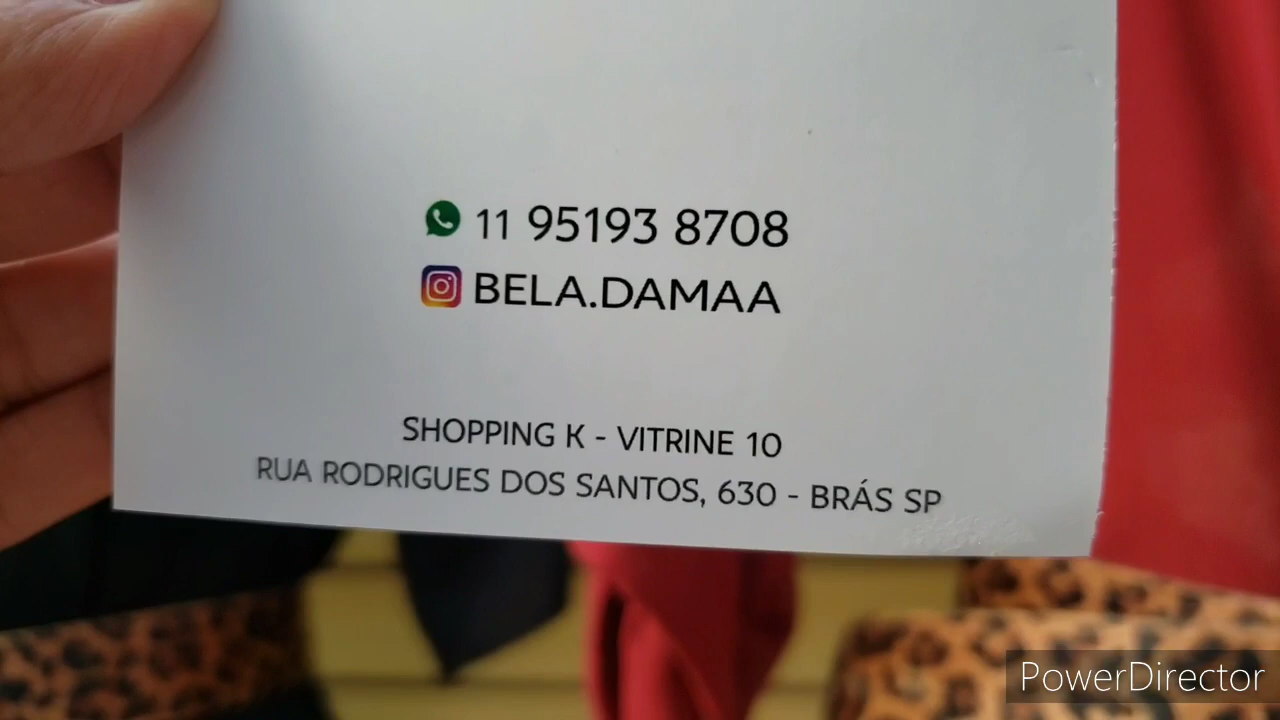 11 95193 8708
BELA.DAMAA
SHOPPING K - VITRINE 10
RUA RODRIGUES DOS SANTOS, 630 - BRÁS SP
PowerDirector